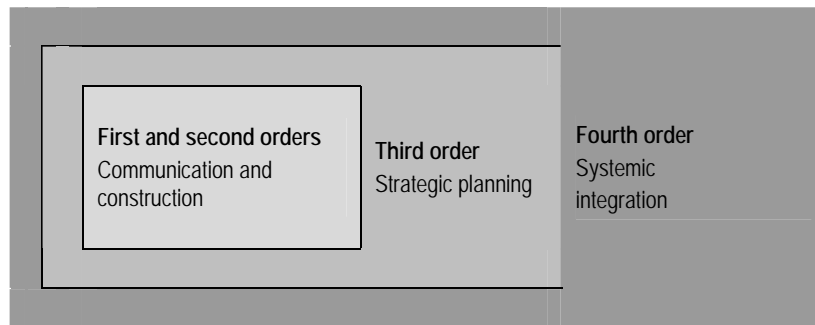 First and second orders
Communication and
construction
Third order
Strategic planning
Fourth order
Systemic
integration